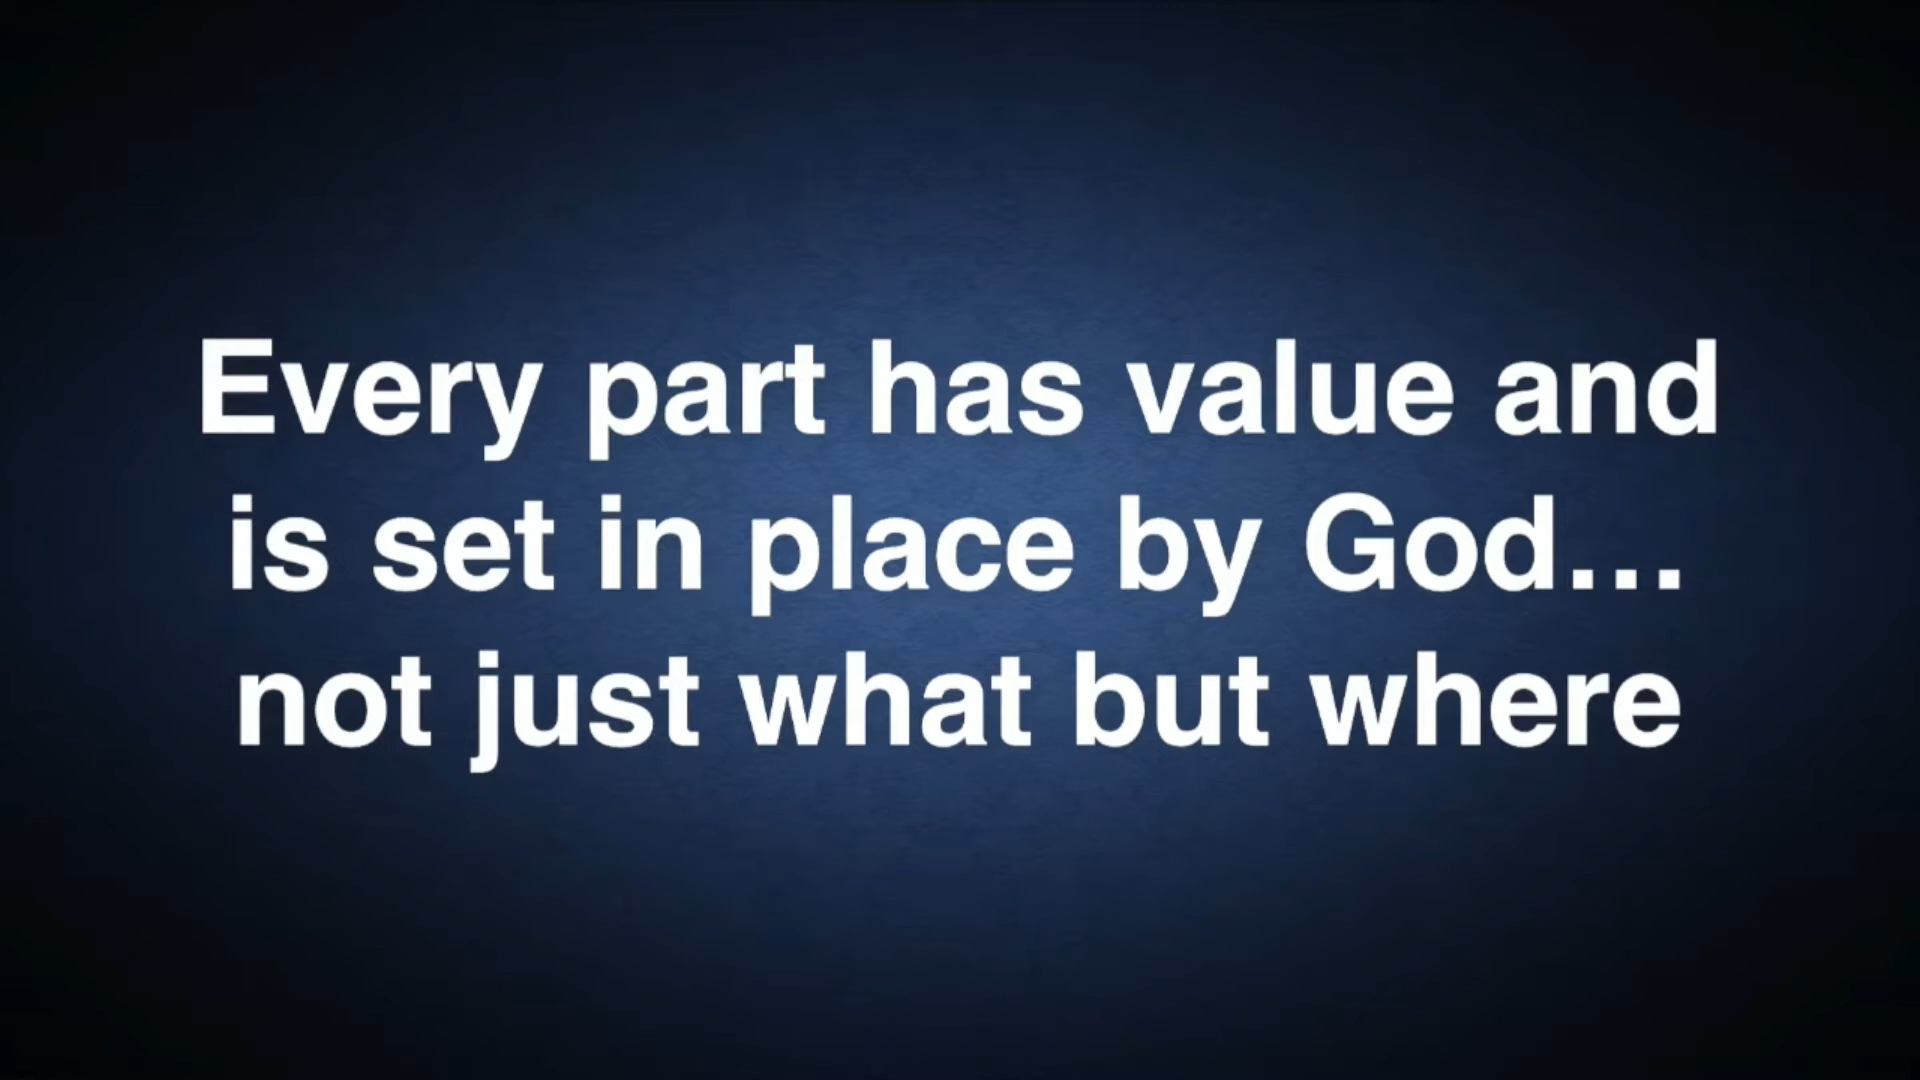 Every part has value and
is set in place by God...
not just what but where